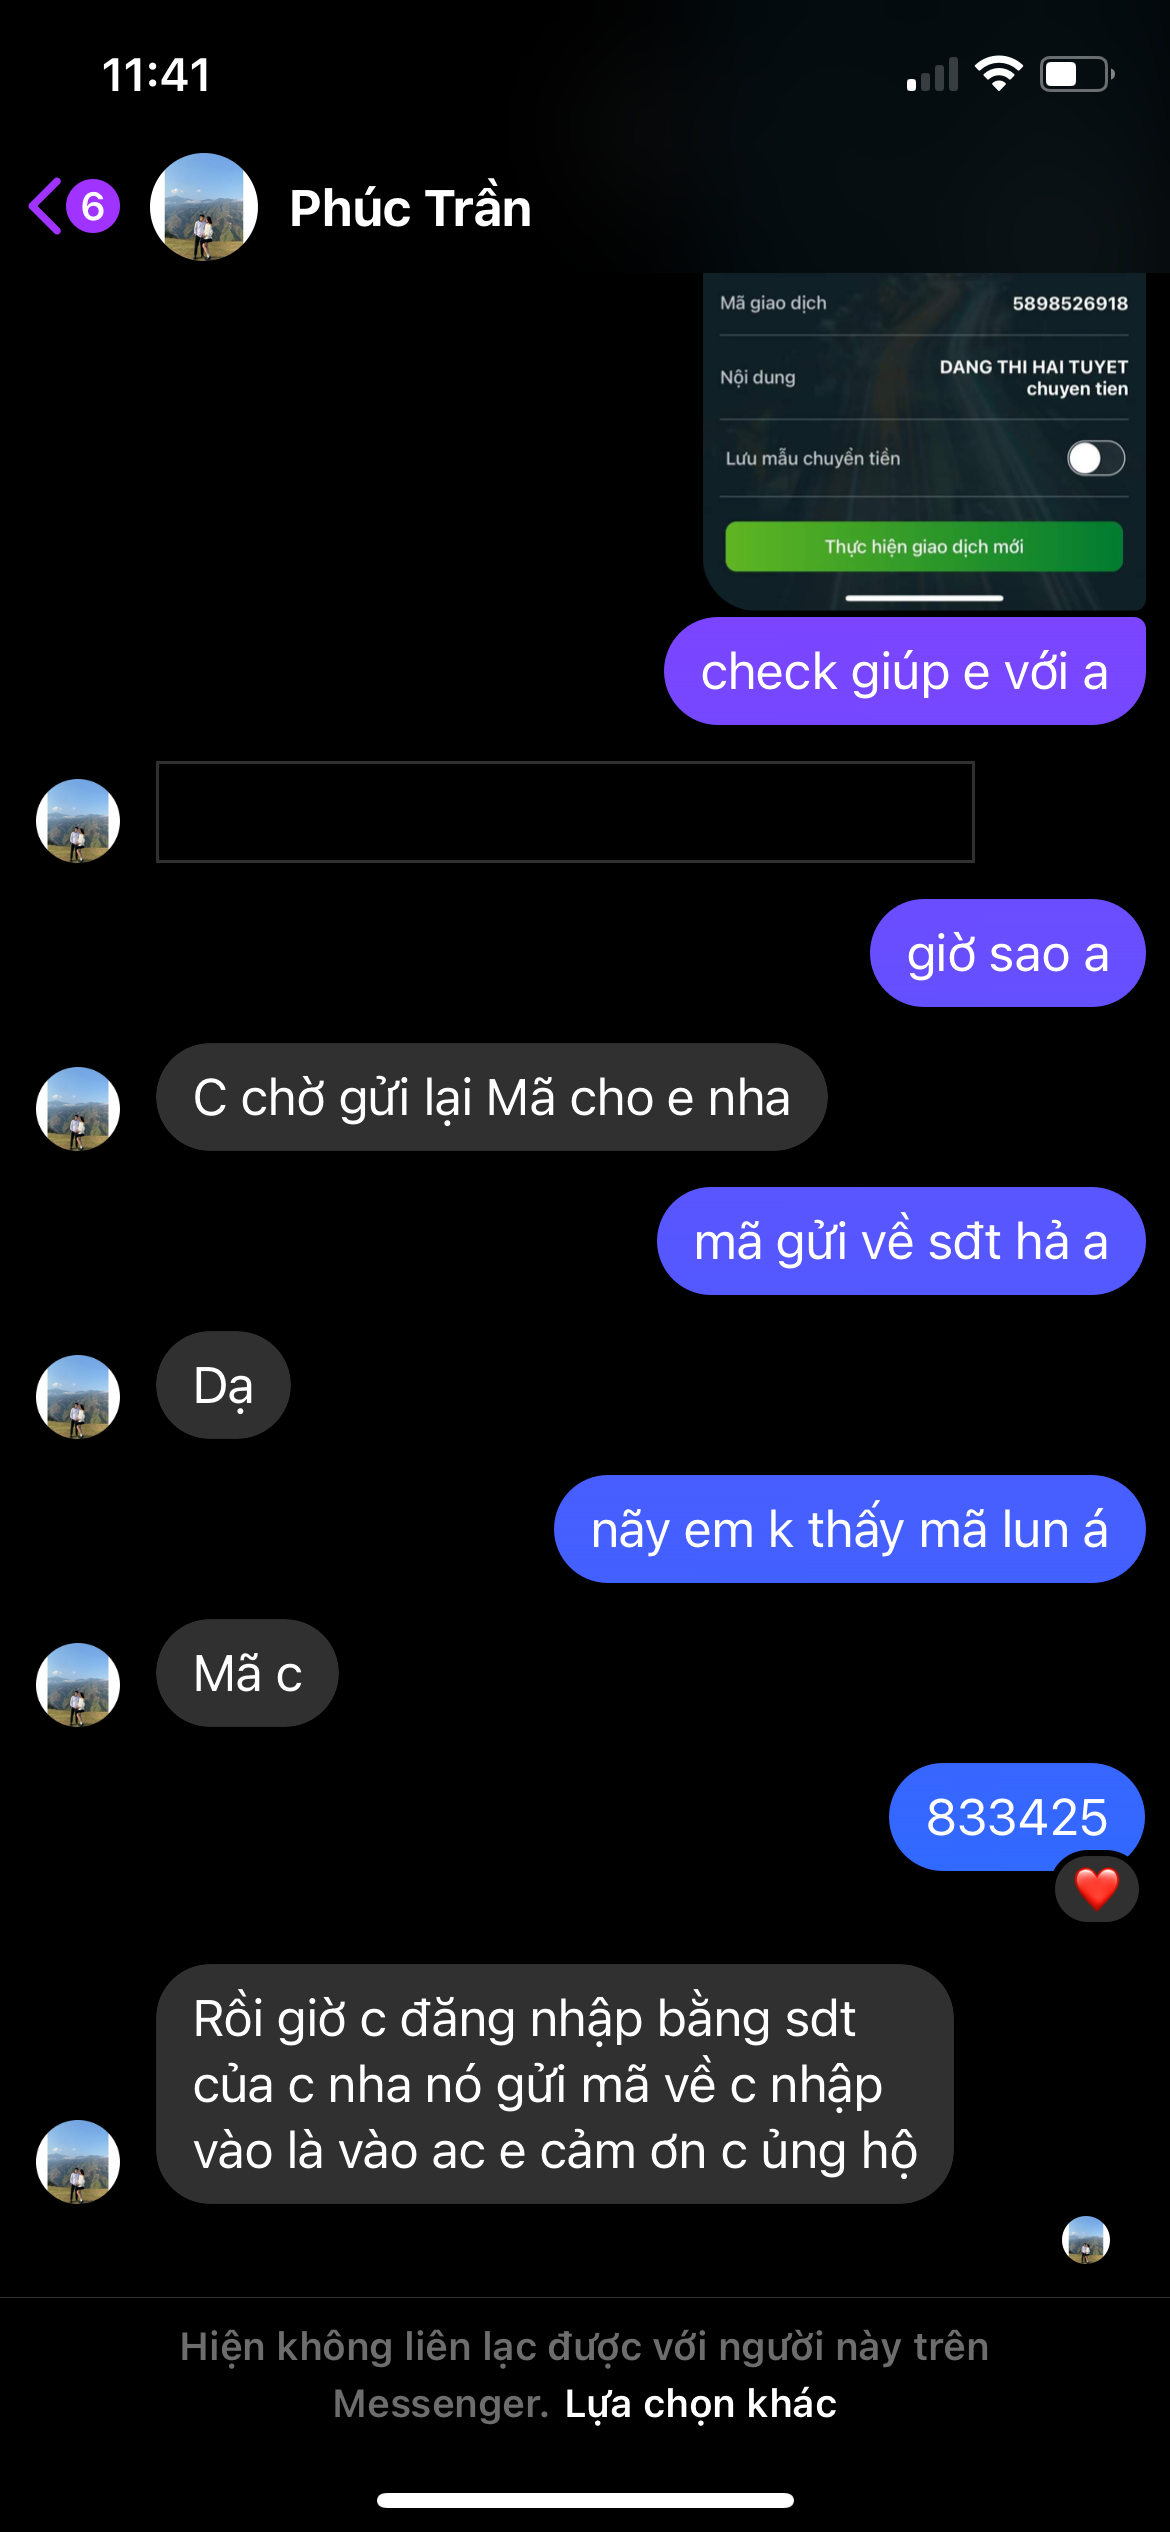 11:41
6
Phúc Trần
Mã giao dịch 5898526918
Nội dung DANG THI HAI TUYET
chuyen tien
Lưu mẫu chuyển tiền
Thực hiện giao dịch mới
check giúp e với a
giờ sao a
C chờ gửi lại Mã cho e nha
mã gửi về sđt hả a
Dạ
nãy em k thấy mã lun á
Mã c
833425
Rồi giờ c đăng nhập bằng sdt
của c nha nó gửi mã về c nhập
vào là vào ac e cảm ơn c ủng hộ
Hiện không liên lạc được với người này trên
Messenger. Lựa chọn khác